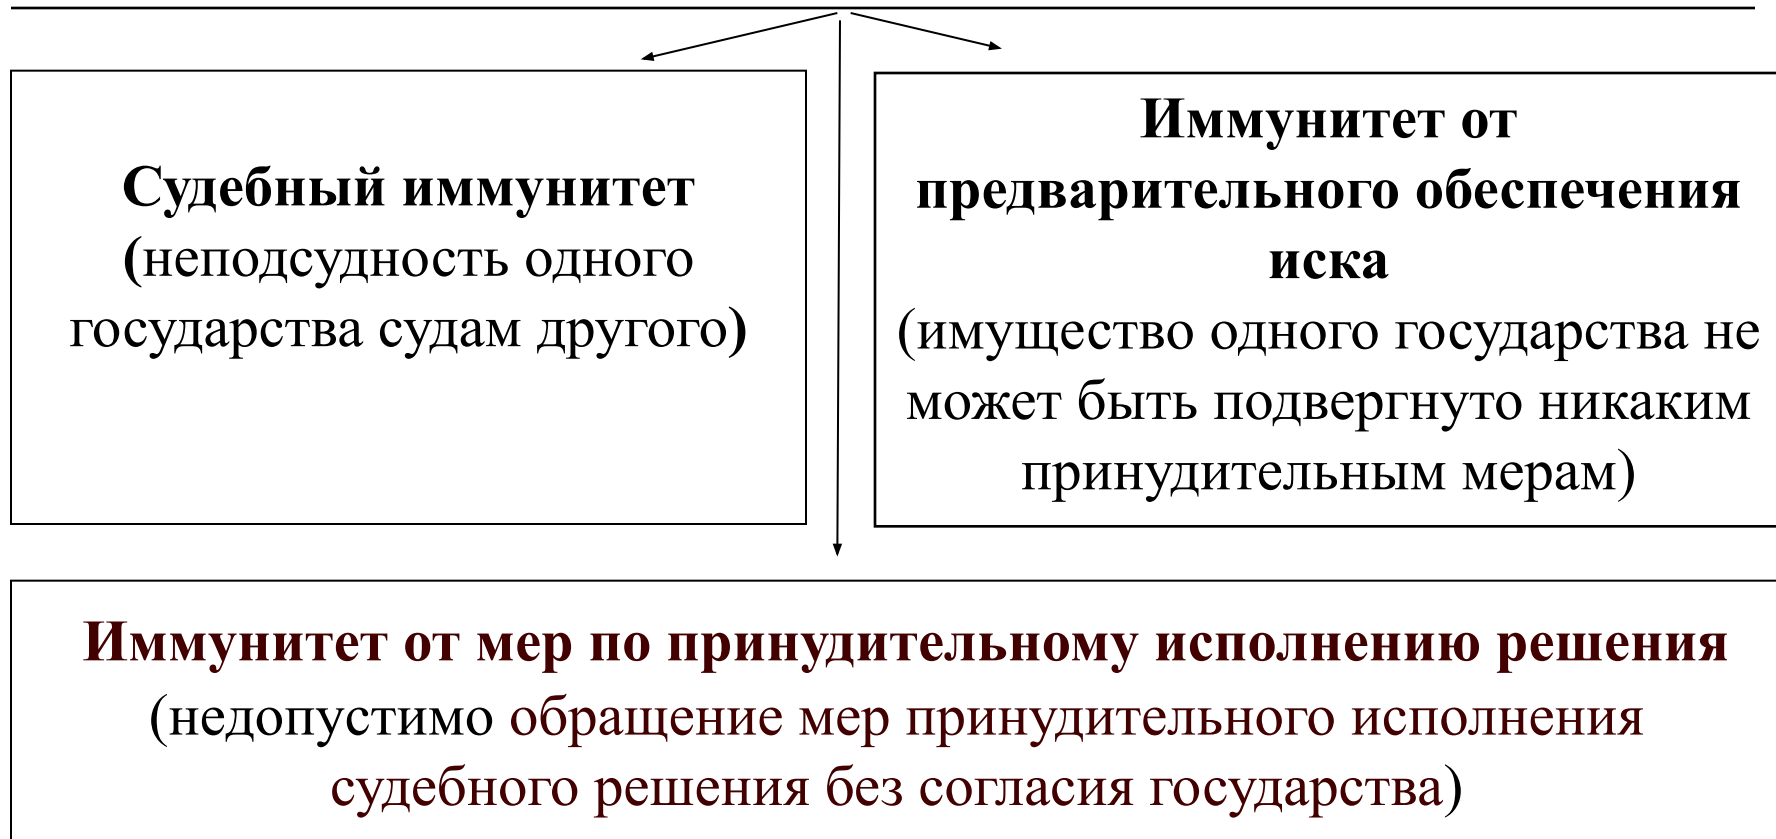 Судебный иммунитет
(неподсудность одного
государства судам другого)
Иммунитет от
предварительного обеспечения
иска
(имущество одного государства не
может быть подвергнуто никаким
принудительным мерам)
Иммунитет от мер по принудительному исполнению решения
(недопустимо обращение мер принудительного исполнения
судебного решения без согласия государства)